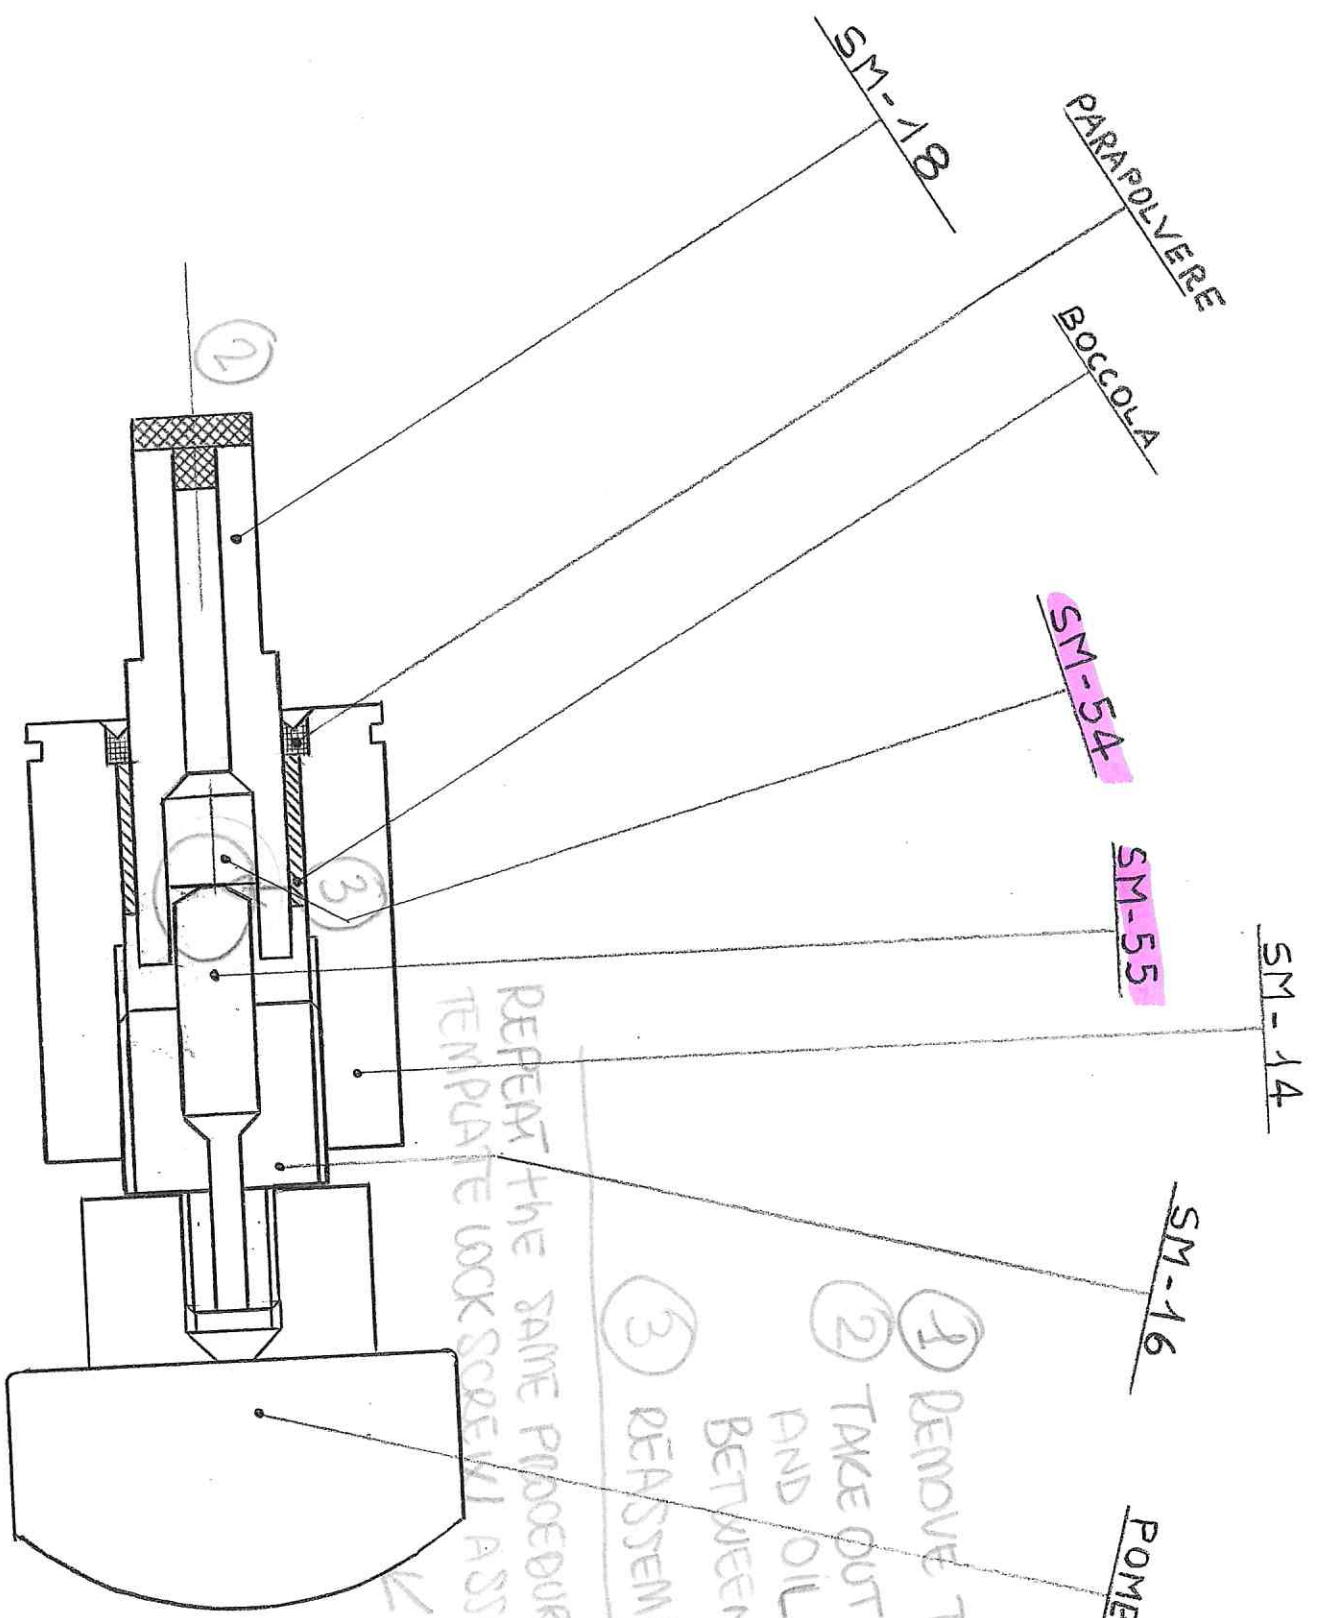 SM-18
PARAPOLVERE
BOCCOLA
SM-54
SM-55
SM-14
SM-16
POME
2
3
1 REMOVE T
2 TAKE OUT
AND OIL
BETWEEN
3 REASSEM
REPEAT thE SAME PROCEDUR
TEMPLATE LOCK SCREW / ASS